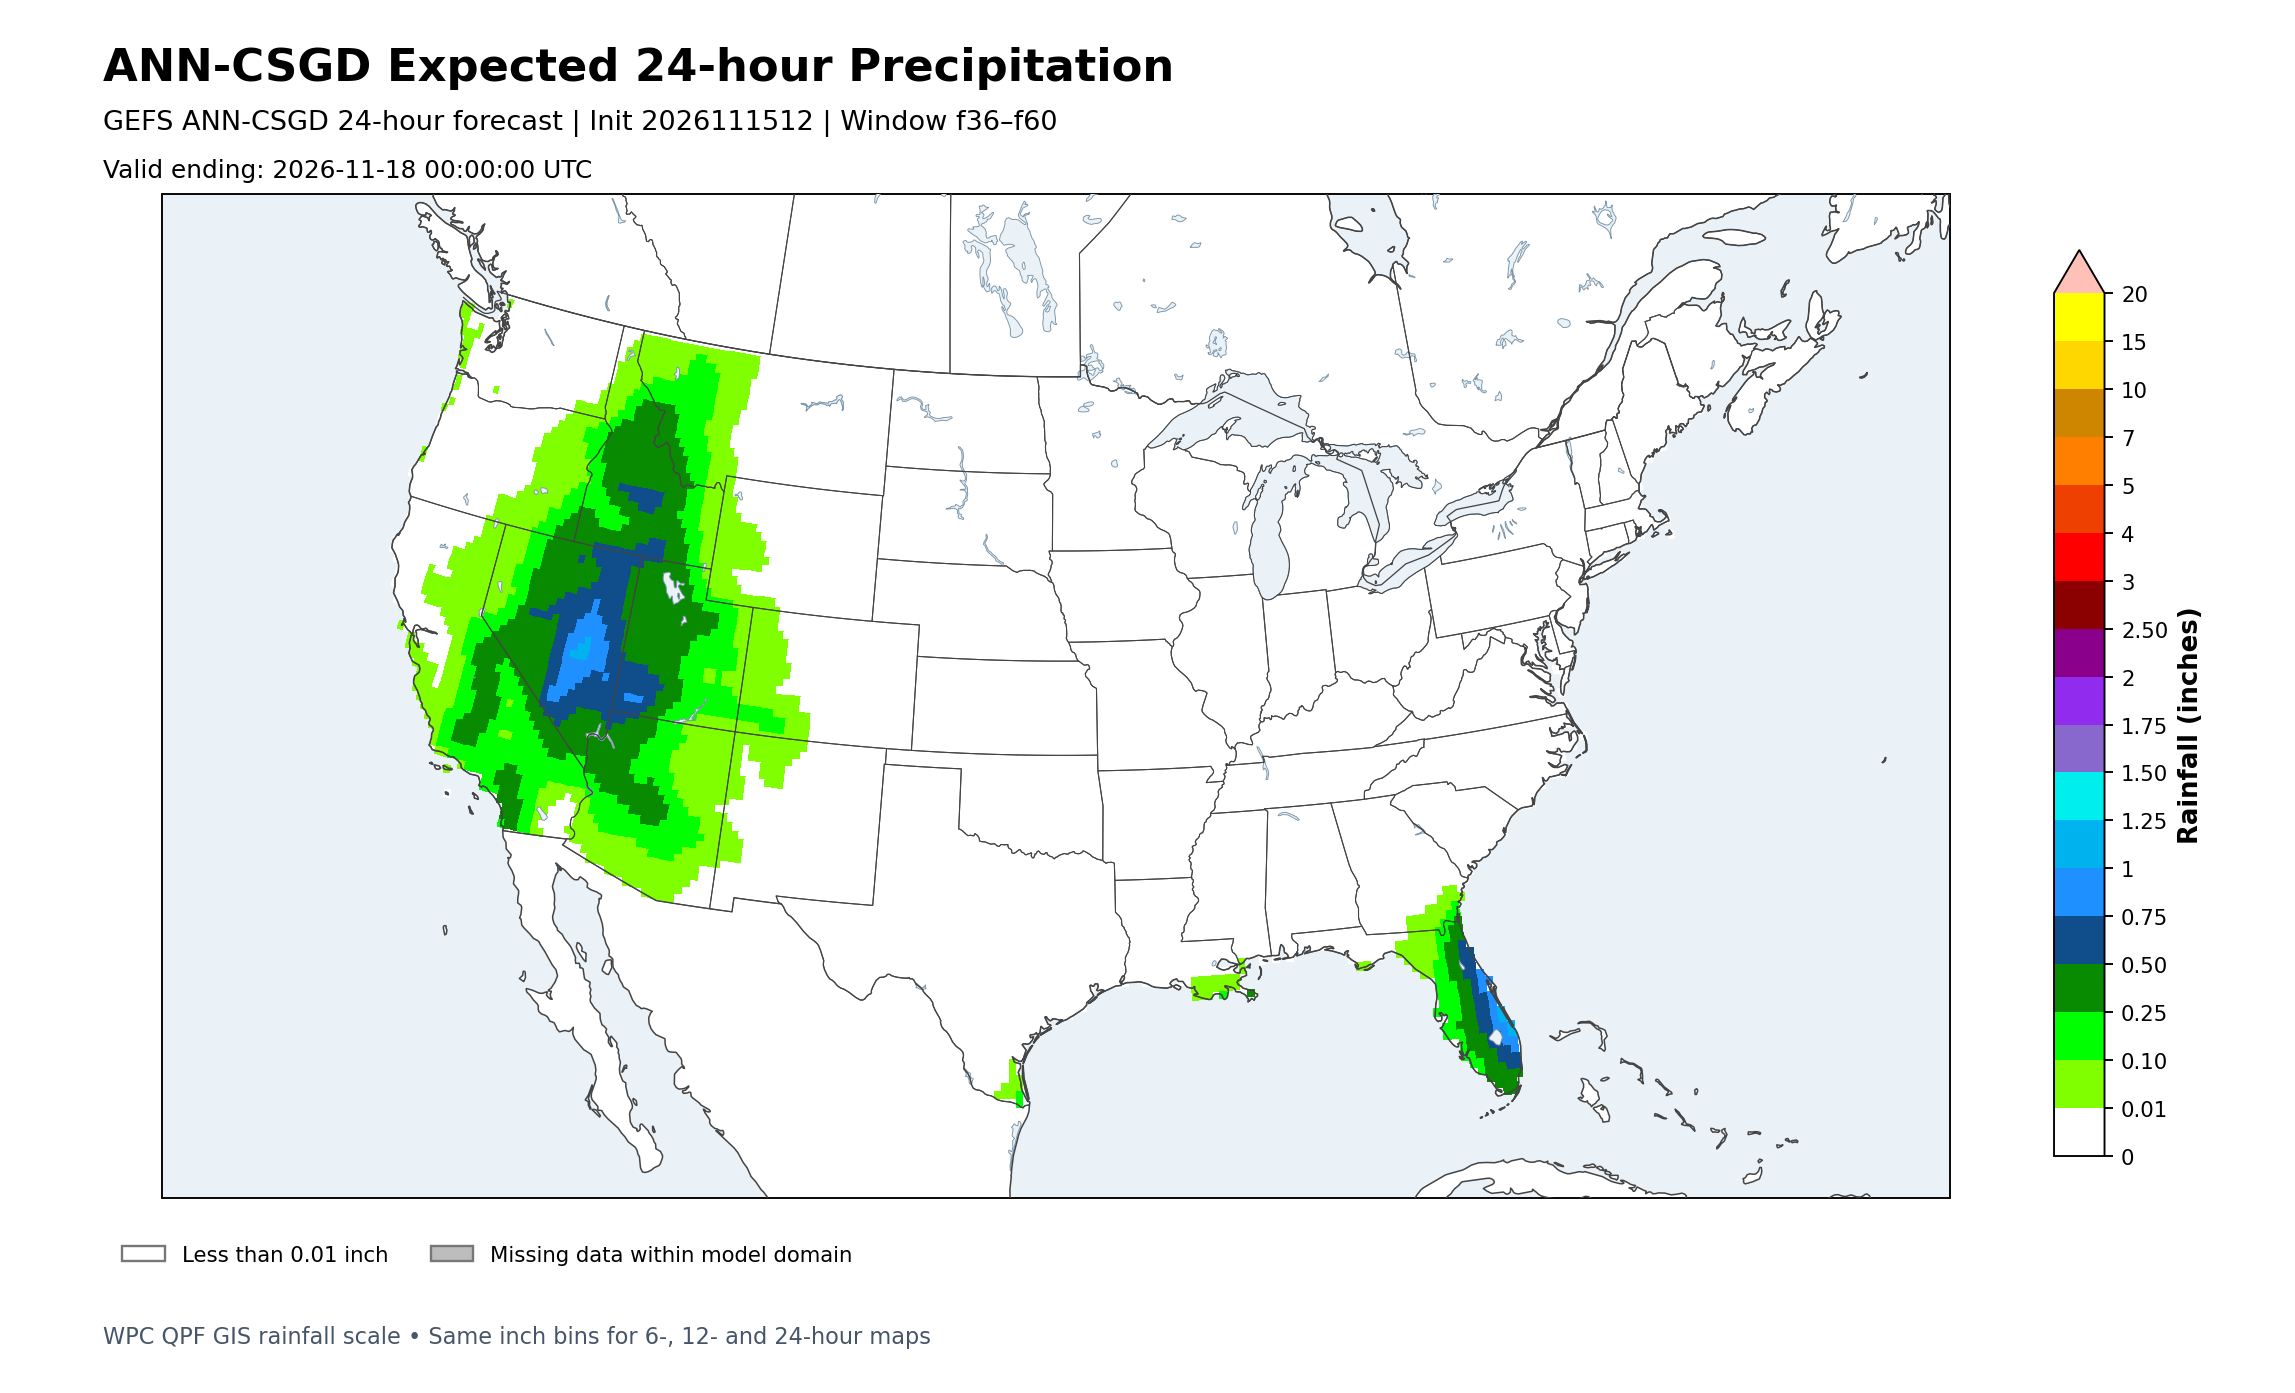 ANN-CSGD Expected 24-hour Precipitation
GEFS ANN-CSGD 24-hour forecast | Init 2026111512 | Window f36–f60
Valid ending: 2026-11-18 00:00:00 UTC
20
15
10
7
5
4
3
2.50
2
1.75
1.50
1.25
1
0.75
0.50
0.25
0.10
0.01
0
Rainfall (inches)
Less than 0.01 inch
Missing data within model domain
WPC QPF GIS rainfall scale • Same inch bins for 6-, 12- and 24-hour maps